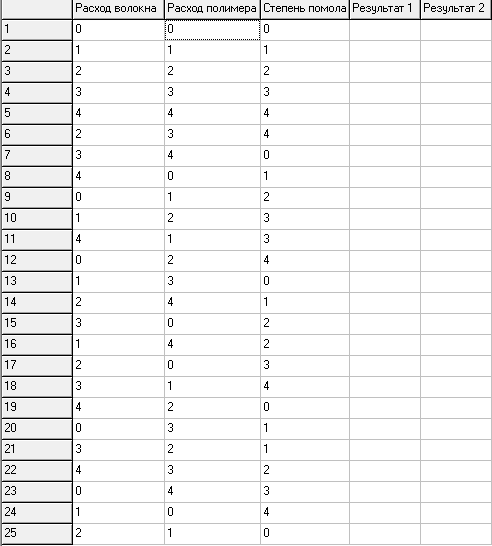 Расход волокна Расход полимера Степень помола Результат 1 Результат 2
1 0 0 0
2 1 1 1
3 2 2 2
4 3 3 3
5 4 4 4
6 2 3 4
7 3 4 0
8 4 0 1
9 0 1 2
10 1 2 3
11 4 1 3
12 0 2 4
13 1 3 0
14 2 4 1
15 3 0 2
16 1 4 2
17 2 0 3
18 3 1 4
19 4 2 0
20 0 3 1
21 3 2 1
22 4 3 2
23 0 4 3
24 1 0 4
25 2 1 0